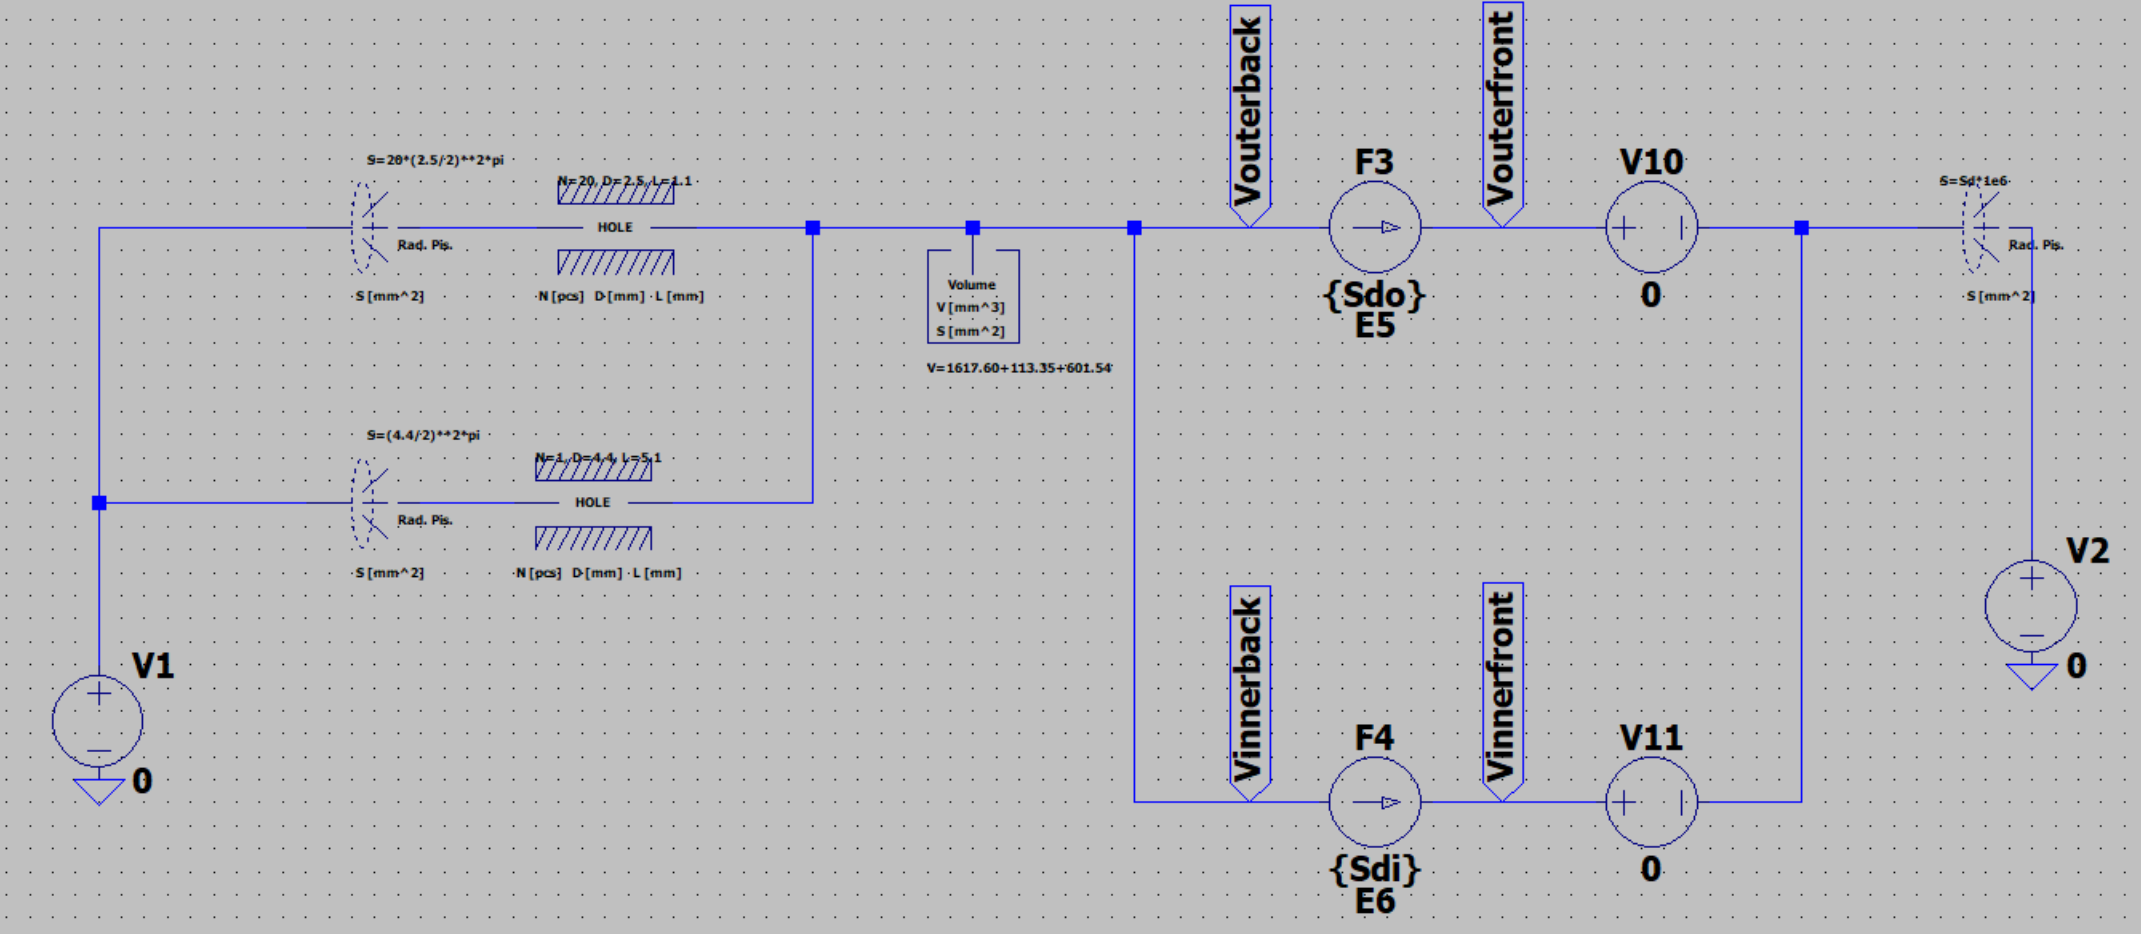 Vouterback
Vouterfront
S=20*(2.5/2)**2*pi
N=20, D=2.5, L=1.1
HOLE
Rad. Pis.
S [mm^2]
N [pcs] D [mm] L [mm]
Volume
V [mm^3]
S [mm^2]
V=1617.60+113.35+601.54
F3
{Sdo}
E5
V10
0
S=Sd*1e6
Rad. Pis.
S [mm^2]
S=(4.4/2)**2*pi
N=1, D=4.4, L=5.1
HOLE
Rad. Pis.
S [mm^2]
N [pcs] D [mm] L [mm]
V1
0
Vinnerback
Vinnerfront
F4
{Sdi}
E6
V11
0
V2
0